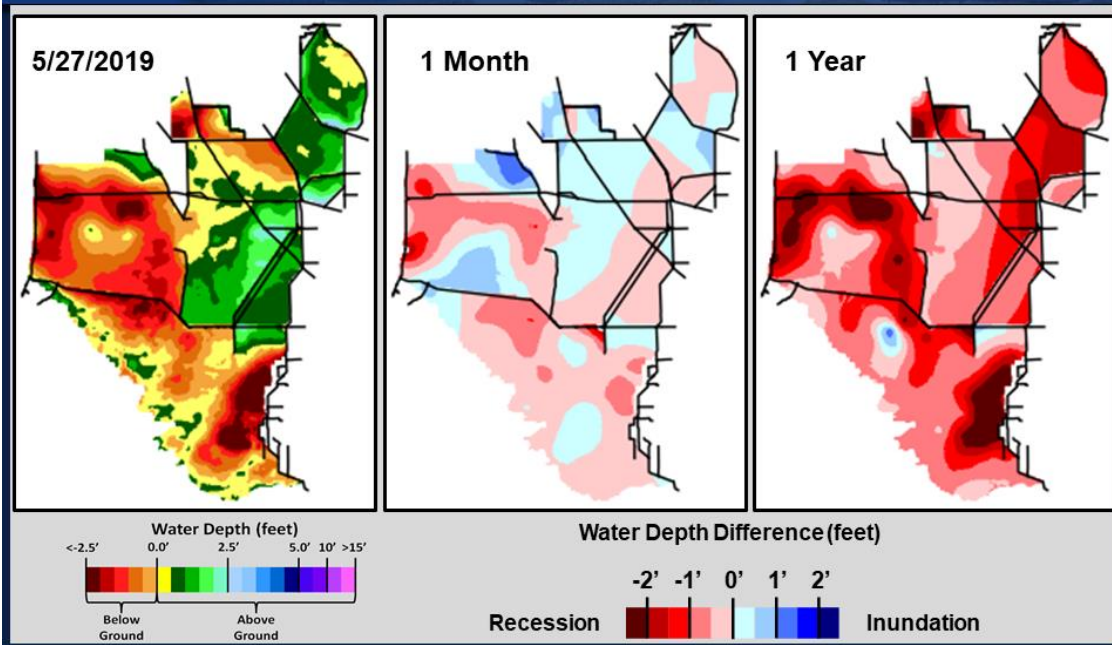 5/27/2019
1 Month
1 Year
Water Depth (feet)
<-2.5' 0.0' 2.5' 5.0' 10' >15'
Below
Ground
Above
Ground
Water Depth Difference (feet)
-2' -1' 0' 1' 2'
Recession
Inundation